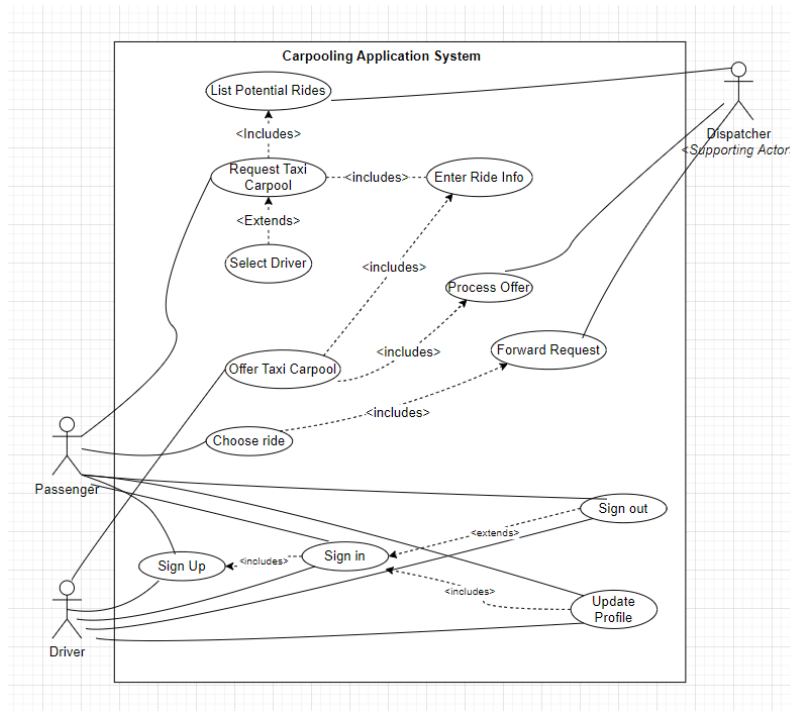 Carpooling Application System
List Potential Rides
<Includes>
Dispatcher
<Supporting Actor>
Request Taxi
Carpool
<includes>
Enter Ride Info
<Extends>
Select Driver
<includes>
Process Offer
<includes>
Forward Request
Offer Taxi Carpool
<includes>
Choose ride
Passenger
Sign out
<extends>
Sign in
<includes>
Sign Up
<includes>
Update
Profile
Driver